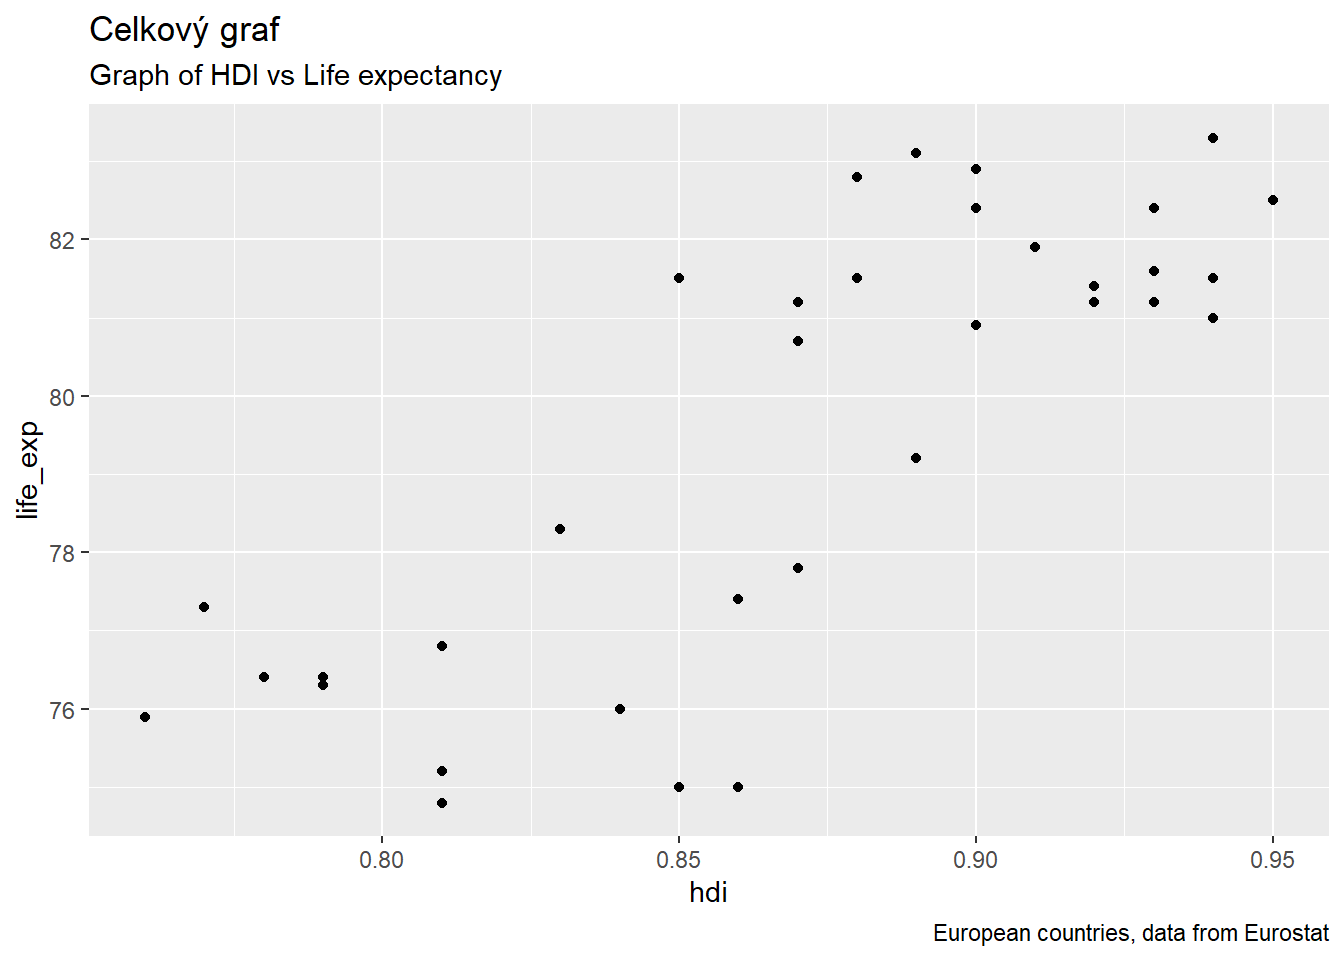 Celkový graf
Graph of HDI vs Life expectancy
82
80
78
76
life_exp
0.80 0.85 0.90 0.95
hdi
European countries, data from Eurostat